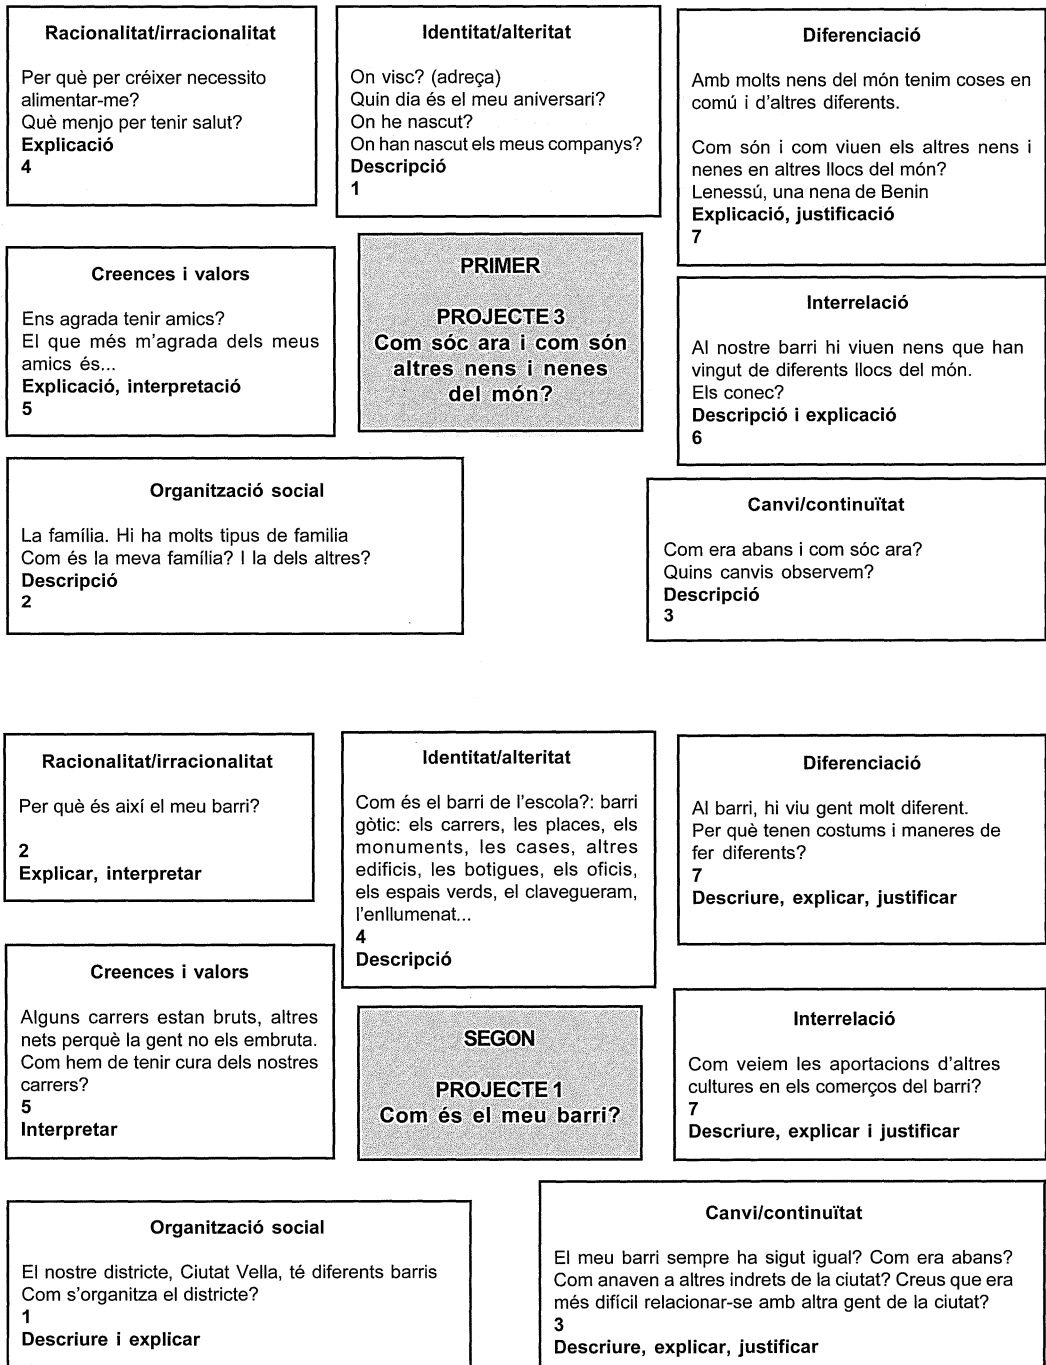 Racionalitat/irracionalitat
Per què per créixer necessito
alimentar-me?
Què menjo per tenir salut?
Explicació
4
Identitat/alteritat
On visc? (adreça)
Quin dia és el meu aniversari?
On he nascut?
On han nascut els meus companys?
Descripció
1
Diferenciació
Amb molts nens del món tenim coses en
comú i d'altres diferents.
Com són i com viuen els altres nens i
nenes en altres llocs del món?
Lenessú, una nena de Benin
Explicació, justificació
7
Creences i valors
Ens agrada tenir amics?
El que més m'agrada dels meus
amics és...
Explicació, interpretació
5
PRIMER
PROJECTE 3
Com sóc ara i com són
altres nens i nenes
del món?
Interrelació
Al nostre barri hi viuen nens que han
vingut de diferents llocs del món.
Els conec?
Descripció i explicació
6
Organització social
La família. Hi ha molts tipus de familia
Com és la meva família? I la dels altres?
Descripció
2
Canvi/continuïtat
Com era abans i com sóc ara?
Quins canvis observem?
Descripció
3
Racionalitat/irracionalitat
Per què és així el meu barri?
2
Explicar, interpretar
Identitat/alteritat
Com és el barri de l'escola?: barri
gòtic: els carrers, les places, els
monuments, les cases, altres
edificis, les botigues, els oficis,
els espais verds, el clavegueram,
l'enllumenat...
4
Descripció
Diferenciació
Al barri, hi viu gent molt diferent.
Per què tenen costums i maneres de
fer diferents?
7
Descriure, explicar, justificar
Creences i valors
Alguns carrers estan bruts, altres
nets perquè la gent no els embruta.
Com hem de tenir cura dels nostres
carrers?
5
Interpretar
SEGON
PROJECTE 1
Com és el meu barri?
Interrelació
Com veiem les aportacions d'altres
cultures en els comerços del barri?
7
Descriure, explicar i justificar
Organització social
El nostre districte, Ciutat Vella, té diferents barris
Com s'organitza el districte?
1
Descriure i explicar
Canvi/continuïtat
El meu barri sempre ha sigut igual? Com era abans?
Com anaven a altres indrets de la ciutat? Creus que era
més difícil relacionar-se amb altra gent de la ciutat?
3
Descriure, explicar, justificar